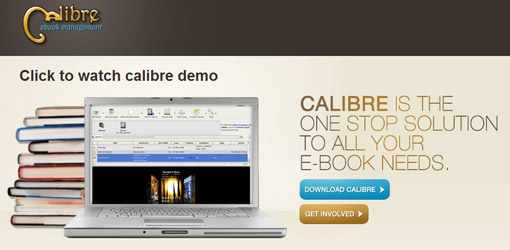 Calibre
ebook management
Click to watch calibre demo
CALIBRE IS THE
ONE STOP SOLUTION
TO ALL YOUR
E-BOOK NEEDS.
DOWNLOAD CALIBRE
GET INVOLVED